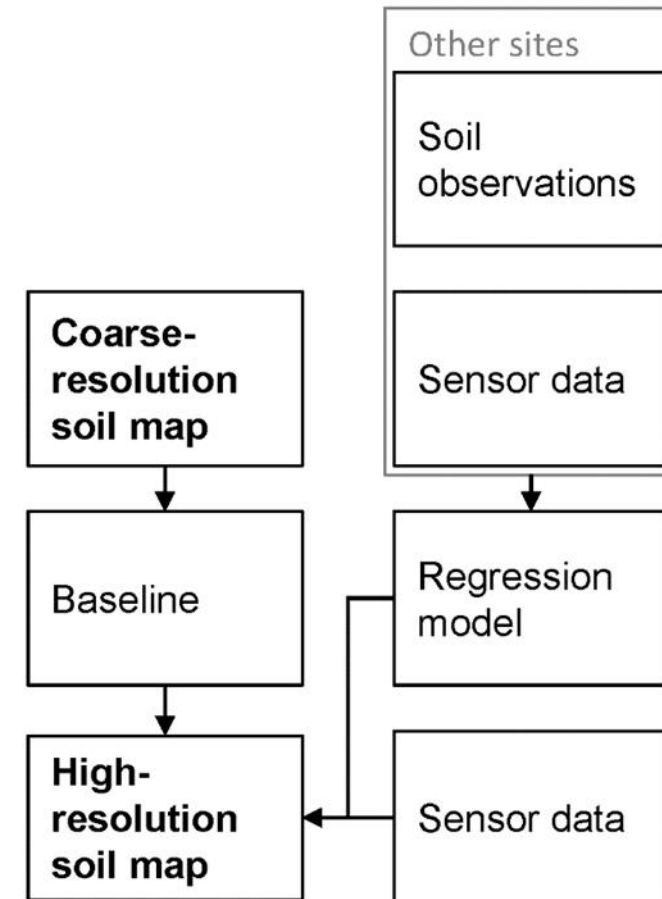 Other sites
Soil
observations
Coarse-
resolution
soil map
Sensor data
Baseline
Regression
model
High-
resolution
soil map
Sensor data